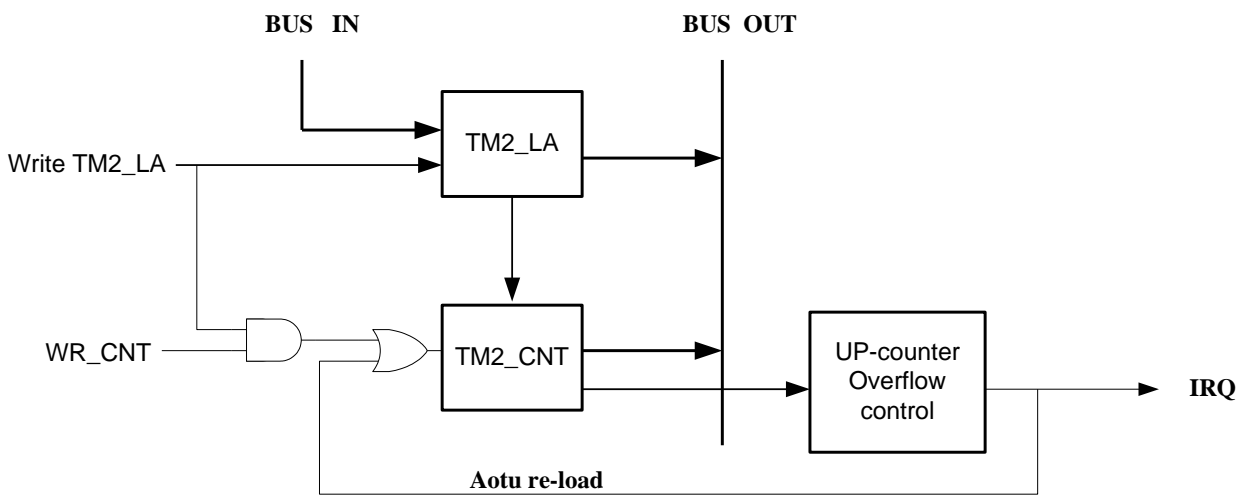 BUS IN
BUS OUT
TM2_LA
Write TM2_LA
WR_CNT
TM2_CNT
UP-counter
Overflow
control
IRQ
Aotu re-load